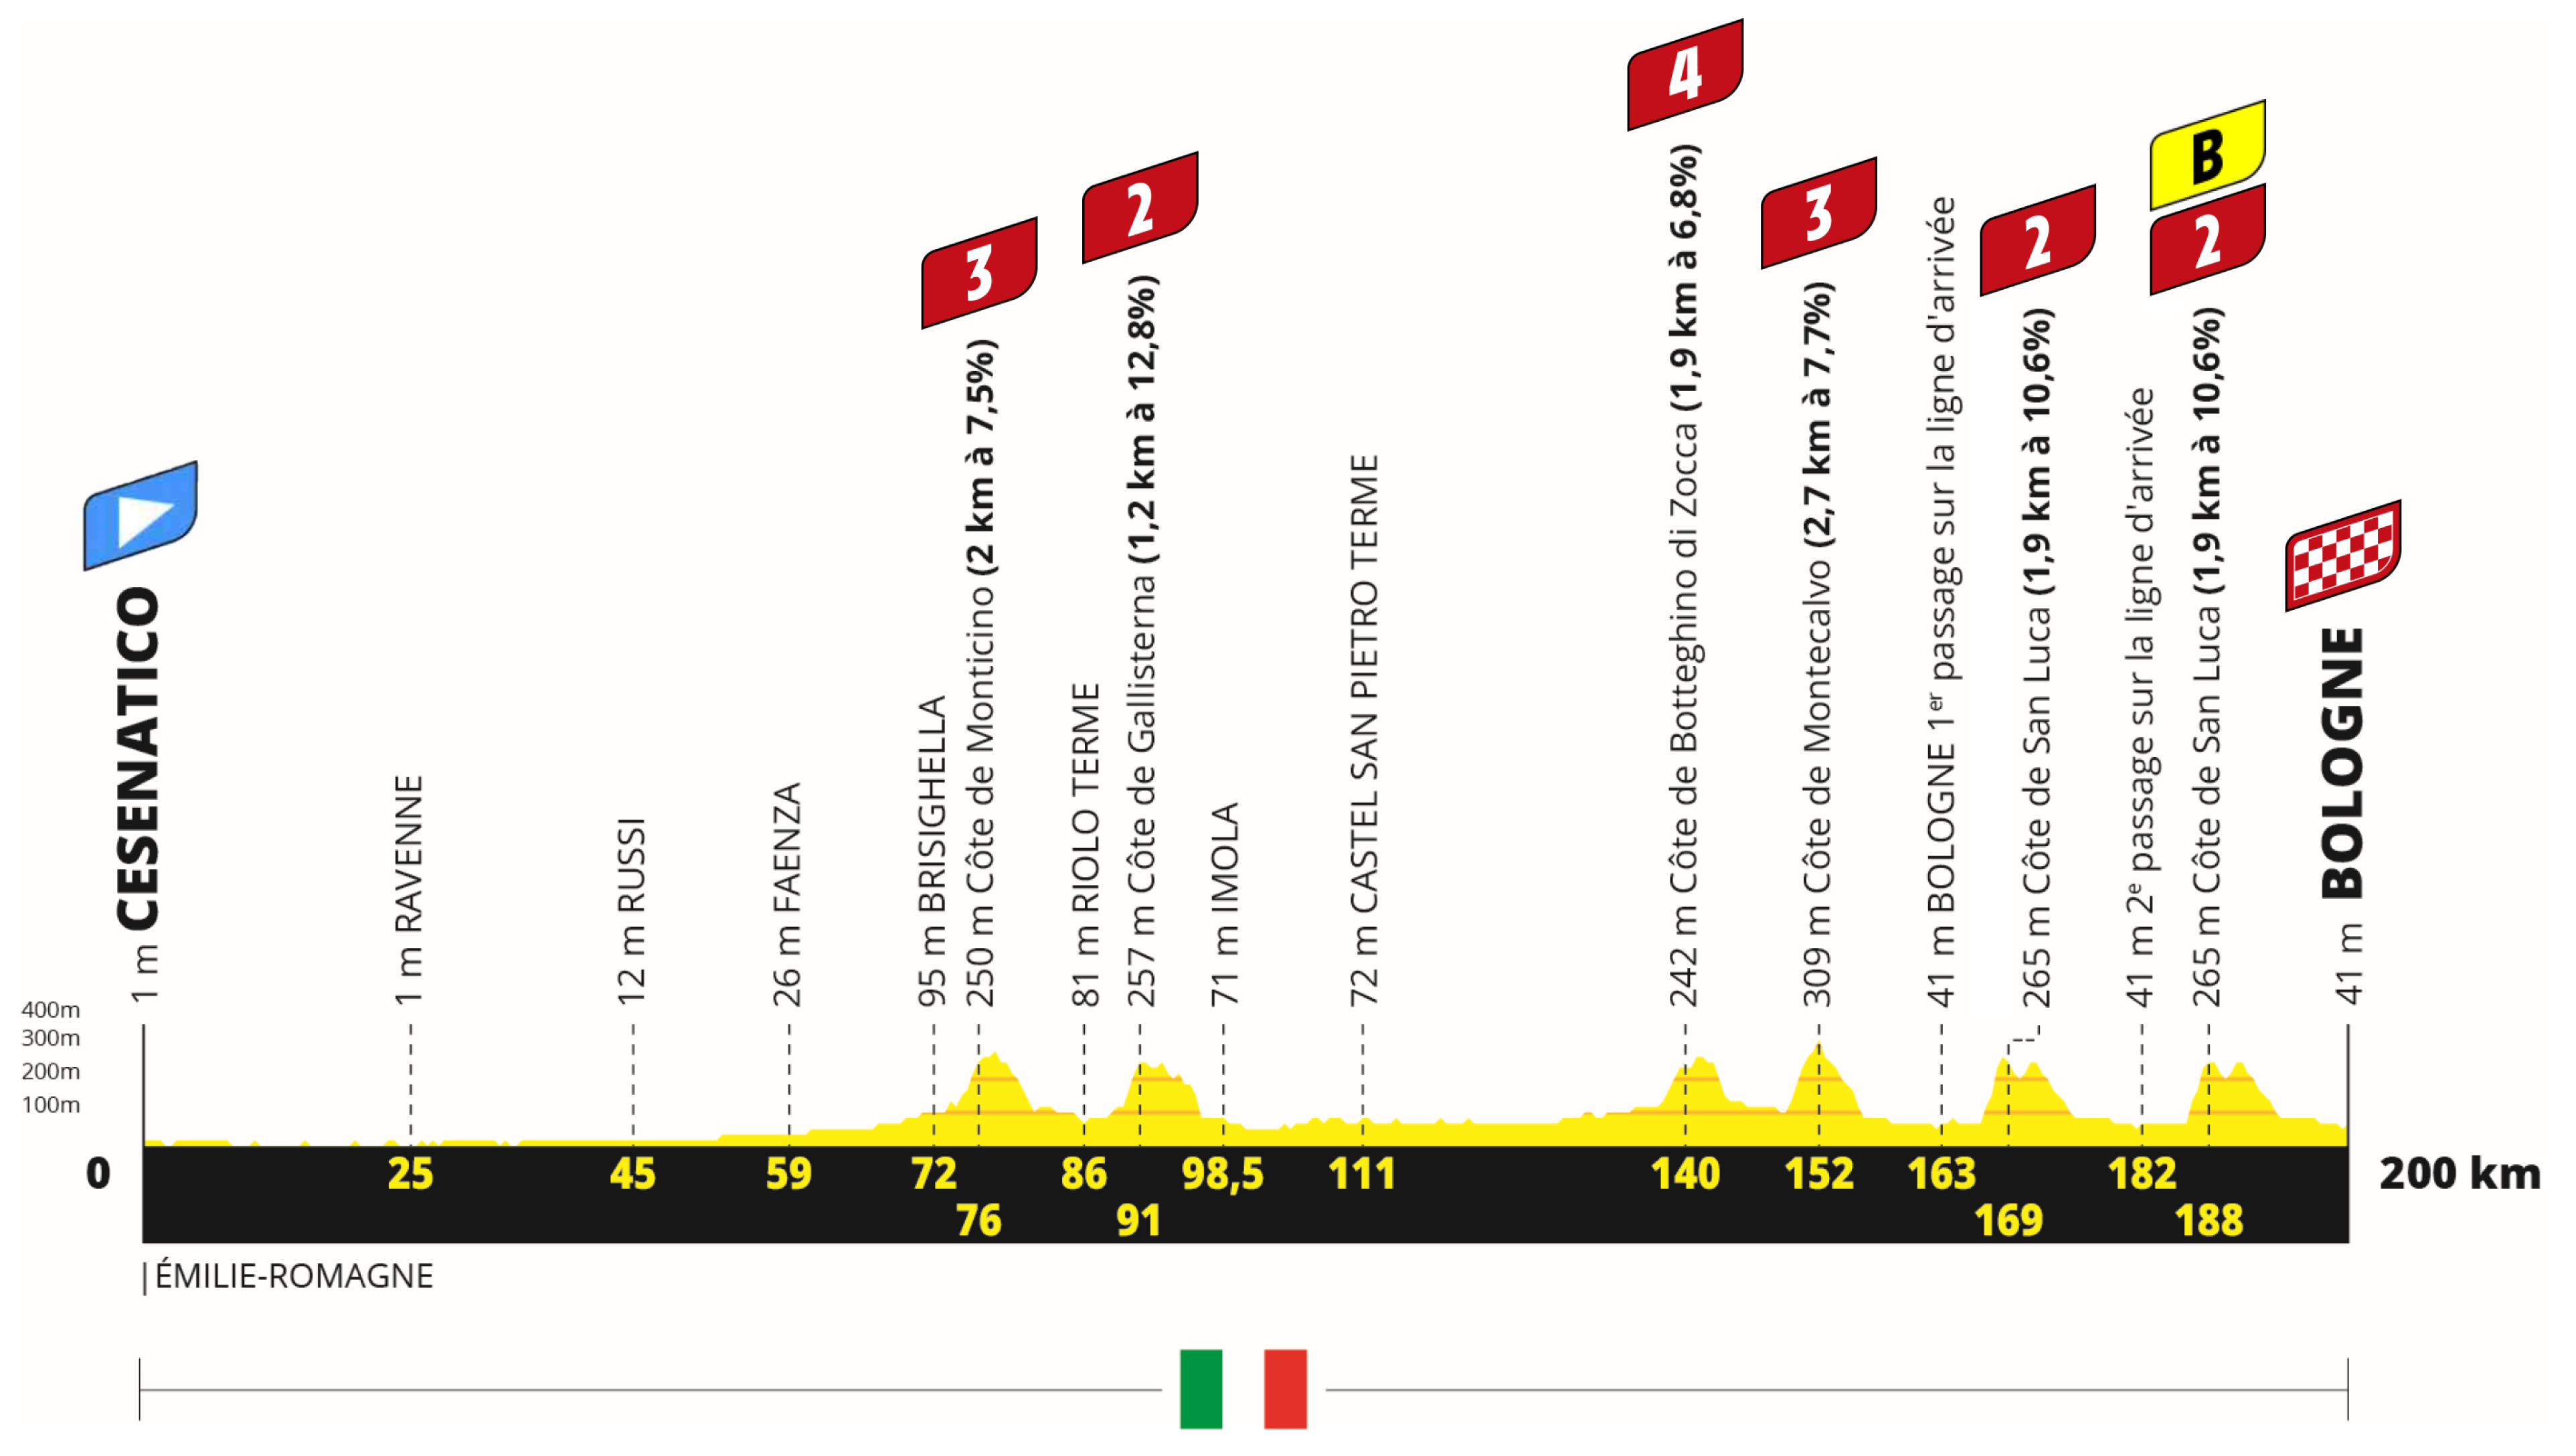 4
B
3
2
3
2
2
1 m CESENATICO
1 m RAVENNE
12 m RUSSI
26 m FAENZA
95 m BRISIGHELLA
250 m Côte de Monticino (2 km à 7,5%)
81 m RIOLO TERME
257 m Côte de Gallisterna (1,2 km à 12,8%)
71 m IMOLA
72 m CASTEL SAN PIETRO TERME
242 m Côte de Botteghino di Zocca (1,9 km à 6,8%)
309 m Côte de Montecalvo (2,7 km à 7,7%)
41 m BOLOGNE 1er passage sur la ligne d'arrivée
265 m Côte de San Luca (1,9 km à 10,6%)
41 m 2e passage sur la ligne d'arrivée
265 m Côte de San Luca (1,9 km à 10,6%)
41 m BOLOGNE
400m
300m
200m
100m
0 25 45 59 72 86 98,5 111 140 152 163 182 200 km
76 91 169 188
|ÉMILIE-ROMAGNE